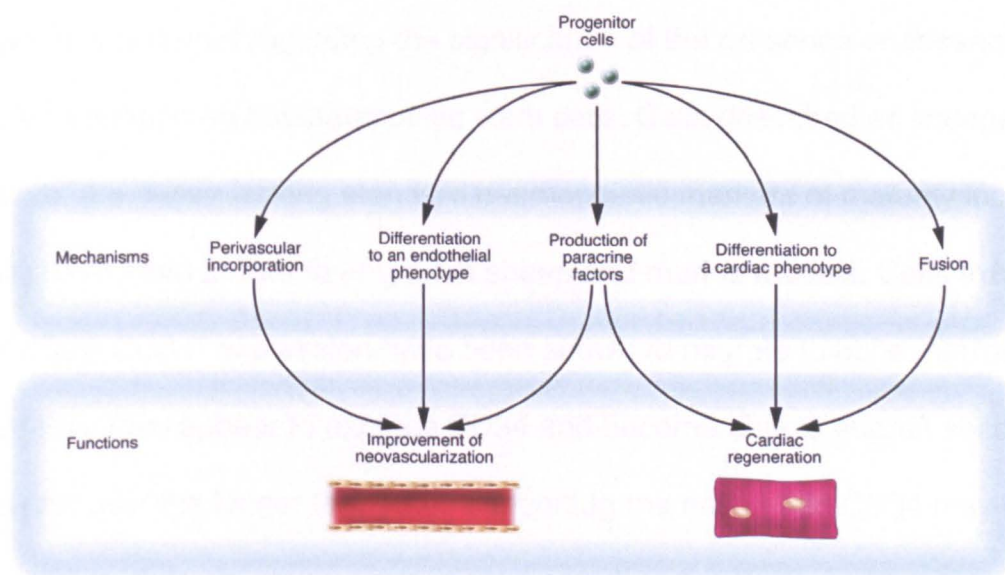 Progenitor
cells
Mechanisms
Perivascular
incorporation
Differentiation
to an endothelial
phenotype
Production of
paracrine
factors
Differentiation to
a cardiac phenotype
Fusion
Functions
Improvement of
neovascularization
Cardiac
regeneration